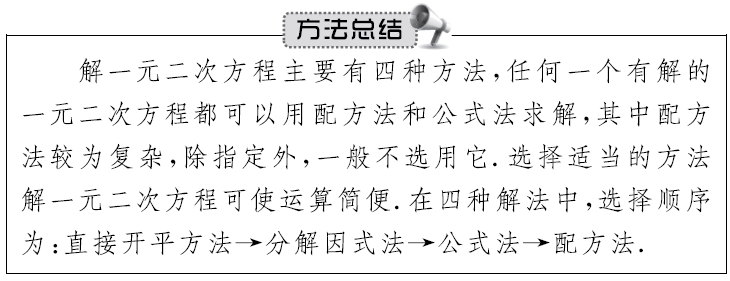 方法总结
解一元二次方程主要有四种方法,任何一个有解的
一元二次方程都可以用配方法和公式法求解,其中配方
法较为复杂,除指定外,一般不选用它.选择适当的方法
解一元二次方程可使运算简便.在四种解法中,选择顺序
为:直接开平方法→分解因式法→公式法→配方法.